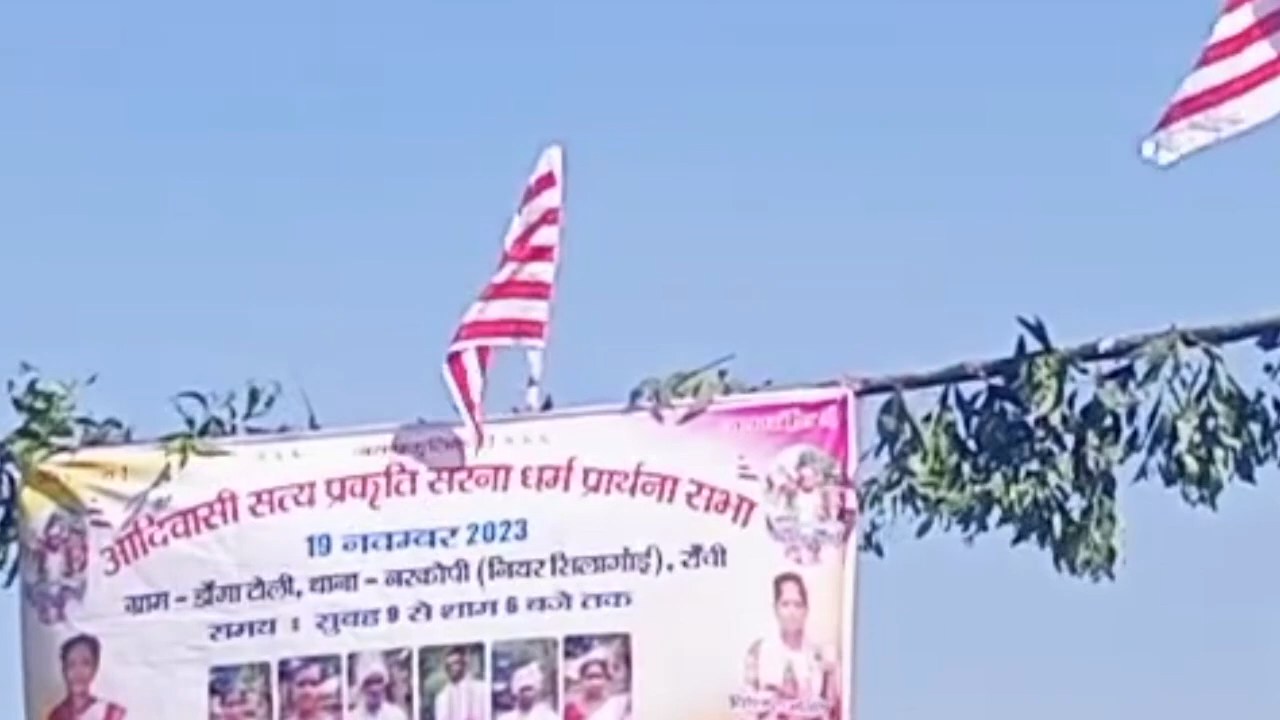 आदिवासी सत्य प्रकृति सरना धर्म प्रार्थना सभा
19 नवम्बर 2023
ग्राम - डोंगा टोली, थाना - नरकोपी (नियर सिलागांई), राँची
समय : सुबह 9 से शाम 6 बजे तक